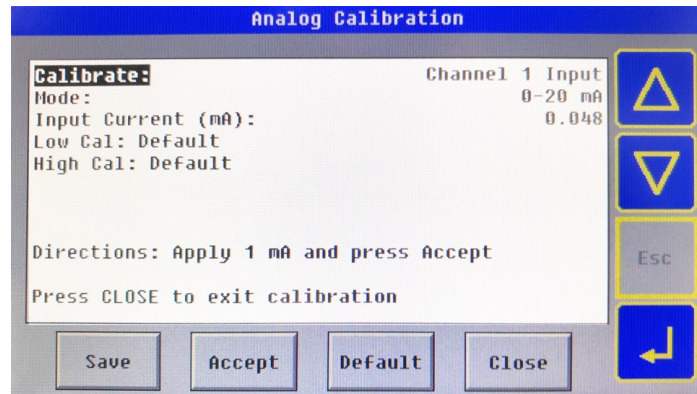 Analog Calibration
Calibrate: Channel 1 Input
Mode: 0-20 mA
Input Current (mA): 0.048
Low Cal: Default
High Cal: Default
Directions: Apply 1 mA and press Accept
Press CLOSE to exit calibration
Esc
Save Accept Default Close